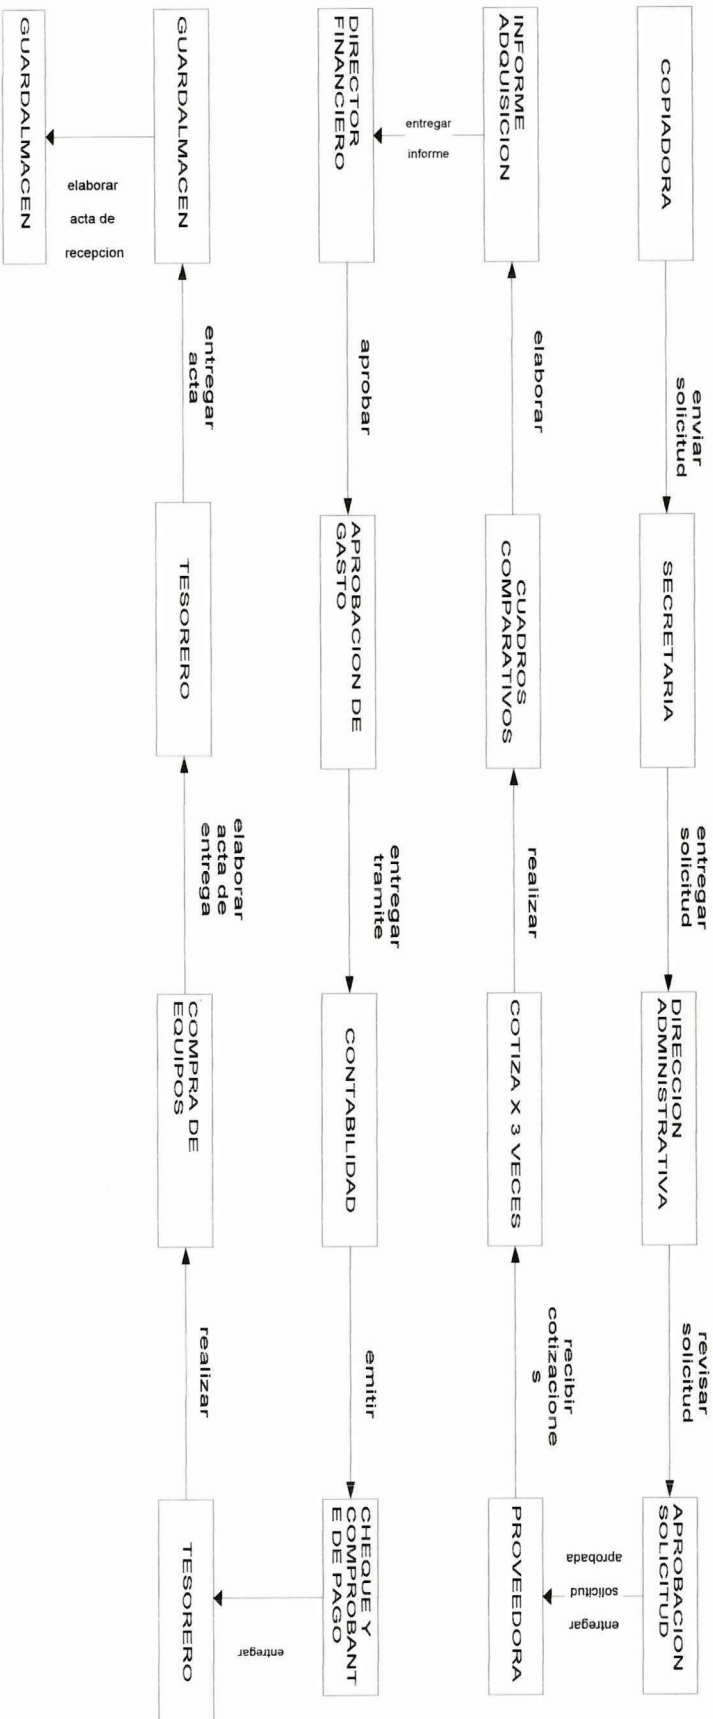 COPIADORA
enviar
solicitud
SECRETARIA
entregar
solicitud
DIRECCION
ADMINISTRATIVA
revisar
solicitud
APROBACION
SOLICITUD
entregar
solicitud
aprobada
PROVEEDORA
recibir
cotizacione
s
COTIZA X 3 VECES
realizar
CUADROS
COMPARATIVOS
elaborar
INFORME
ADQUISICION
entregar
informe
DIRECTOR
FINANCIERO
aprobar
APROBACION DE
GASTO
entregar
tramite
CONTABILIDAD
emitir
CHEQUE Y
COMPROBANT
E DE PAGO
entregar
TESORERO
realizar
COMPRA DE
EQUIPOS
elaborar
acta de
entrega
TESORERO
entregar
acta
GUARDALMACEN
elaborar
acta de
recepcion
GUARDALMACEN